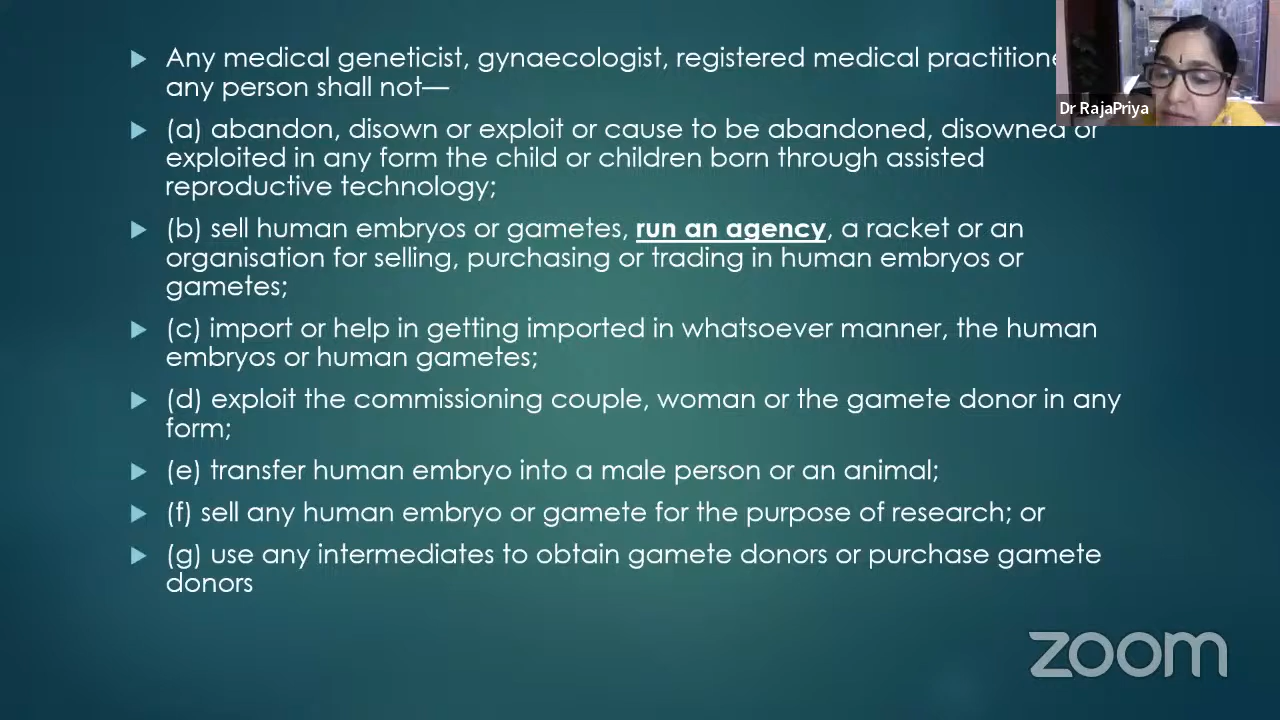 Any medical geneticist, gynaecologist, registered medical practitione
any person shall not—
(a) abandon, disown or exploit or cause to be abandoned, disowned or
exploited in any form the child or children born through assisted
reproductive technology;
(b) sell human embryos or gametes, run an agency, a racket or an
organisation for selling, purchasing or trading in human embryos or
gametes;
(c) import or help in getting imported in whatsoever manner, the human
embryos or human gametes;
(d) exploit the commissioning couple, woman or the gamete donor in any
form;
(e) transfer human embryo into a male person or an animal;
(f) sell any human embryo or gamete for the purpose of research; or
(g) use any intermediates to obtain gamete donors or purchase gamete
donors
Dr RajaPriya
zoom